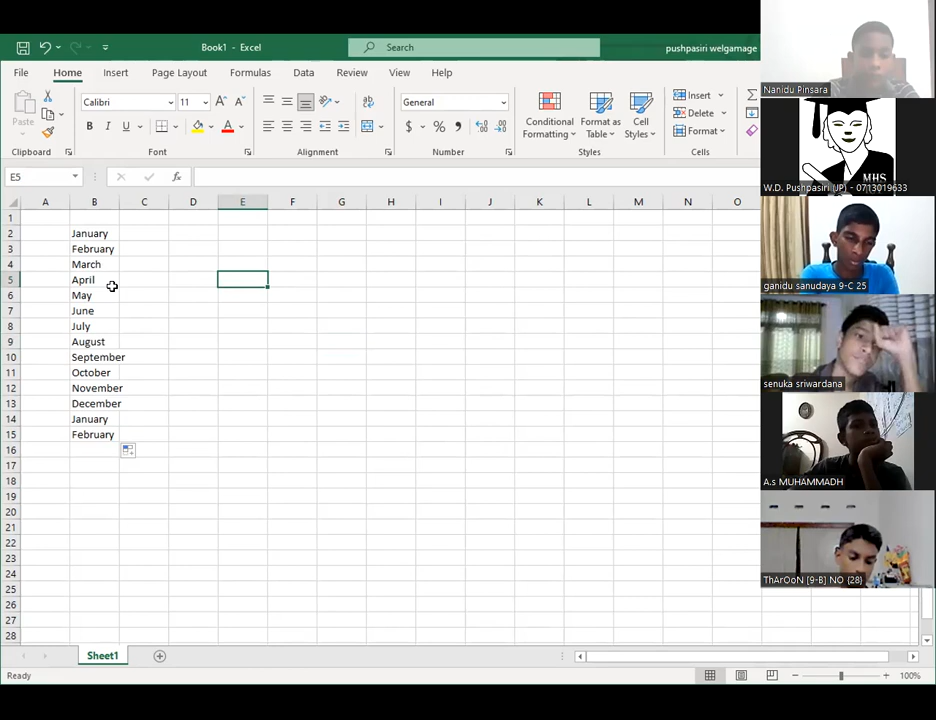 Book1 - Excel
Search
pushpasiri welgamage
File Home Insert Page Layout Formulas Data Review View Help
Paste
Calibri 11
General
B I U
$ % ,
Conditional Formatting
Format as Table
Cell Styles
Insert
Delete
Format
Clipboard Font Alignment Number Styles Cells
E5
fx
A B C D E F G H I J K L M N O
1
2 January
3 February
4 March
5 April
6 May
7 June
8 July
9 August
10 September
11 October
12 November
13 December
14 January
15 February
16
17
18
19
20
21
22
23
24
25
26
27
28
Sheet1
Ready
100%
Nanidu Pinsara
MHS
W.D. Pushpasiri (JP) - 0713019633
ganidu sanudaya 9-C 25
senuka sriwardana
A.s MUHAMMADH
ThArOoN [9-B] NO (28)